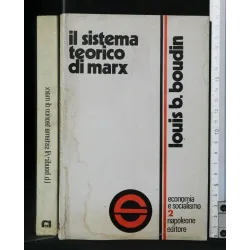 il sistema
teorico
di marx
louis b. boudin
economia
e socialismo
2
napoleone
editore